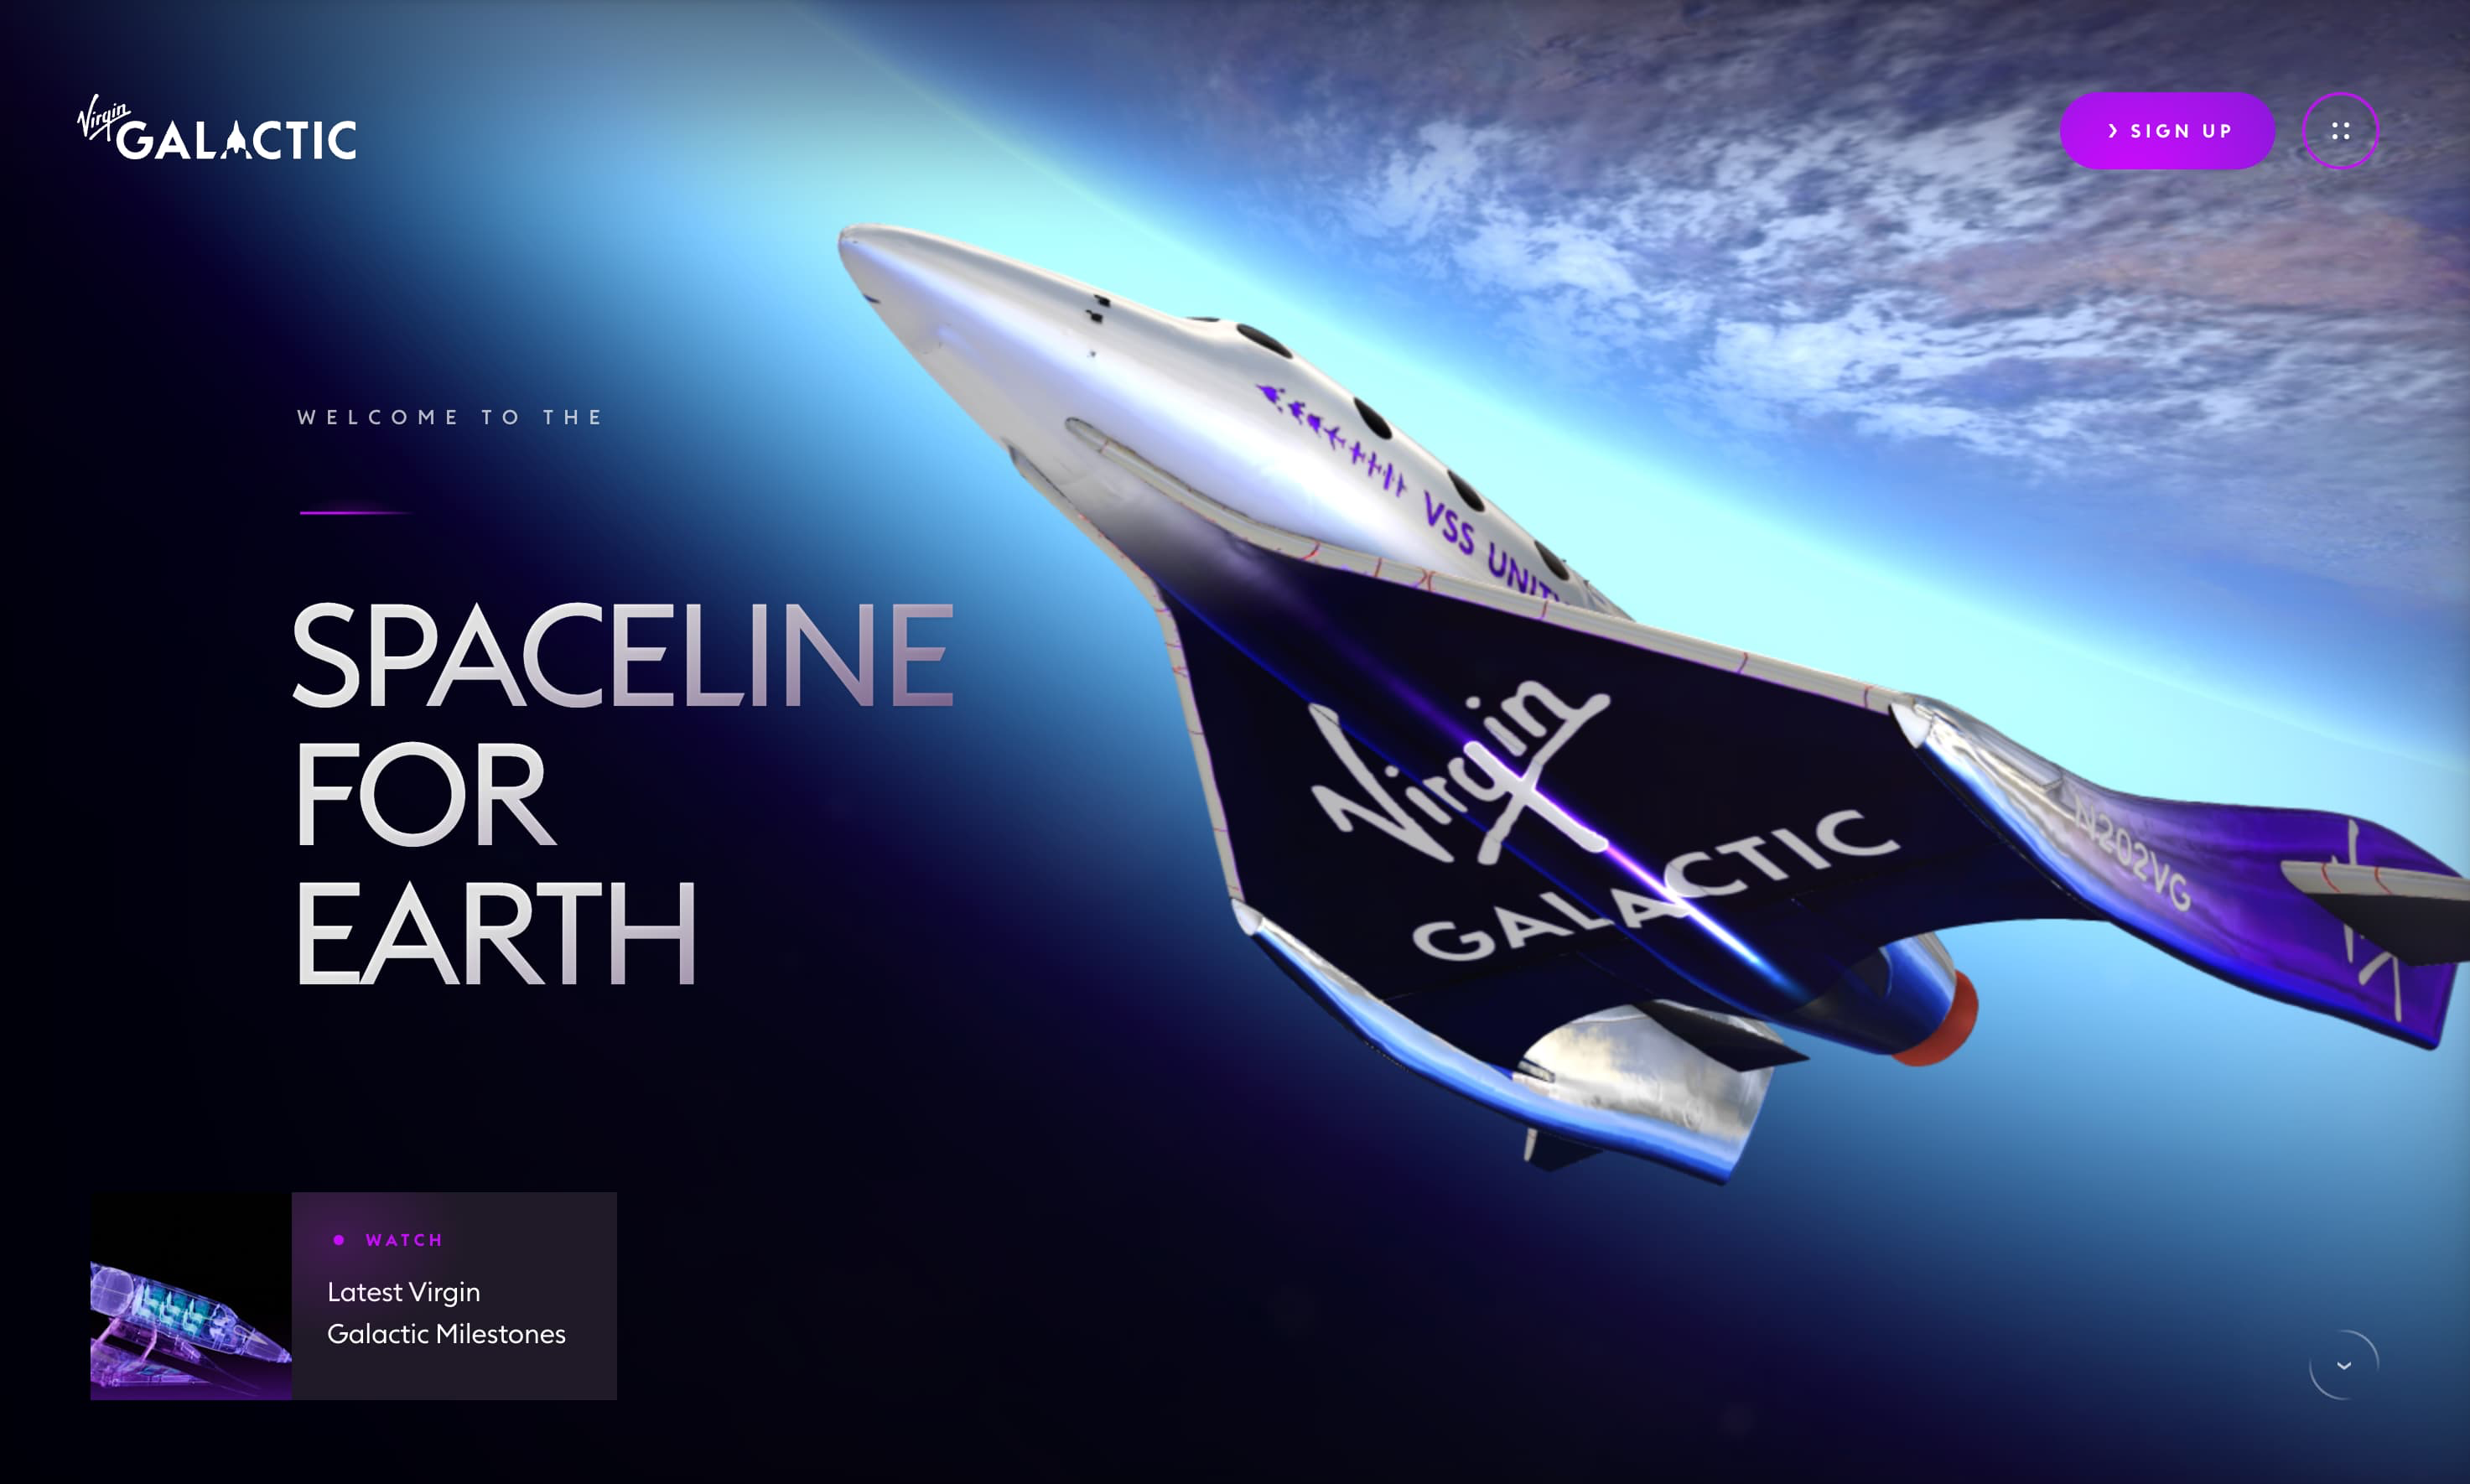 Virgin
GALACTIC
SIGN UP
WELCOME TO THE
SPACELINE
FOR
EARTH
VSS UNIT
Virgin
GALACTIC
N202VG
WATCH
Latest Virgin
Galactic Milestones